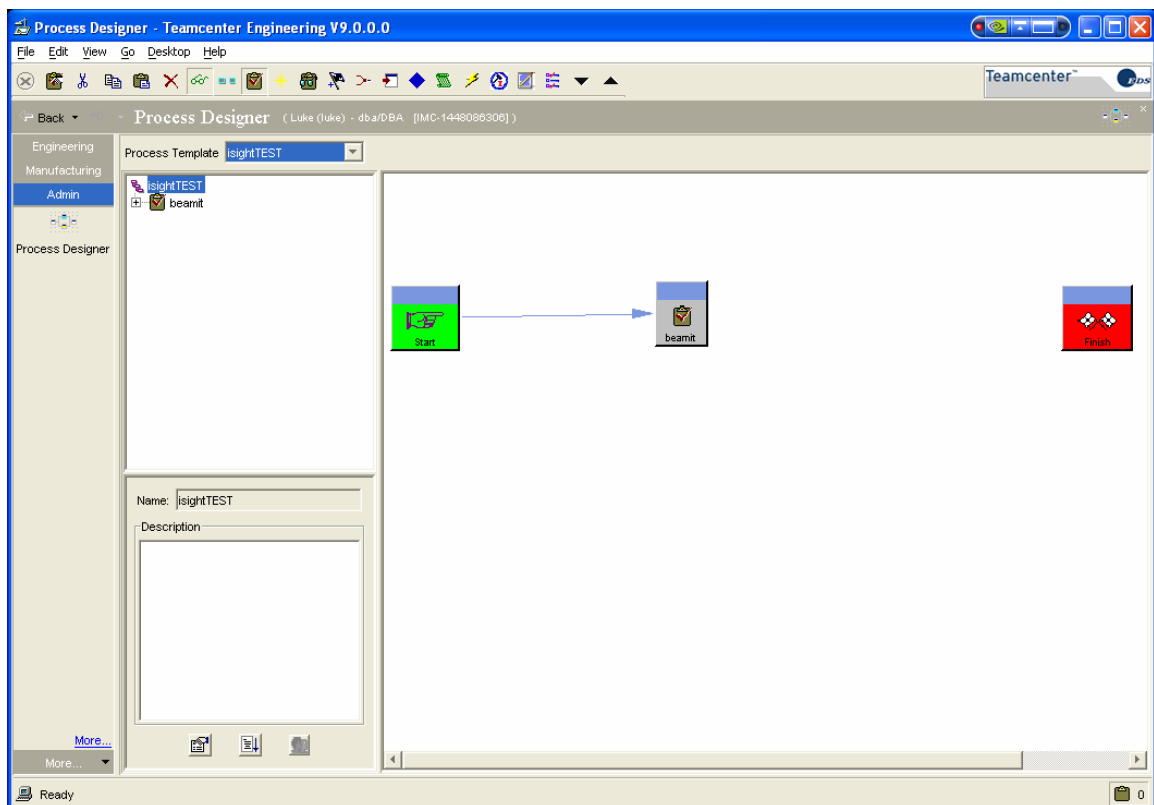 Process Designer - Teamcenter Engineering V9.0.0.0
File Edit View Go Desktop Help
Teamcenter™ EDS
Back Process Designer ( Luke (luke) - dba/DBA [IMC-1448086306] )
Engineering
Manufacturing
Admin
Process Designer
Process Template isightTEST
isightTEST
beamit
Start
beamit
Finish
Name: isightTEST
Description
More...
More...
Ready
0